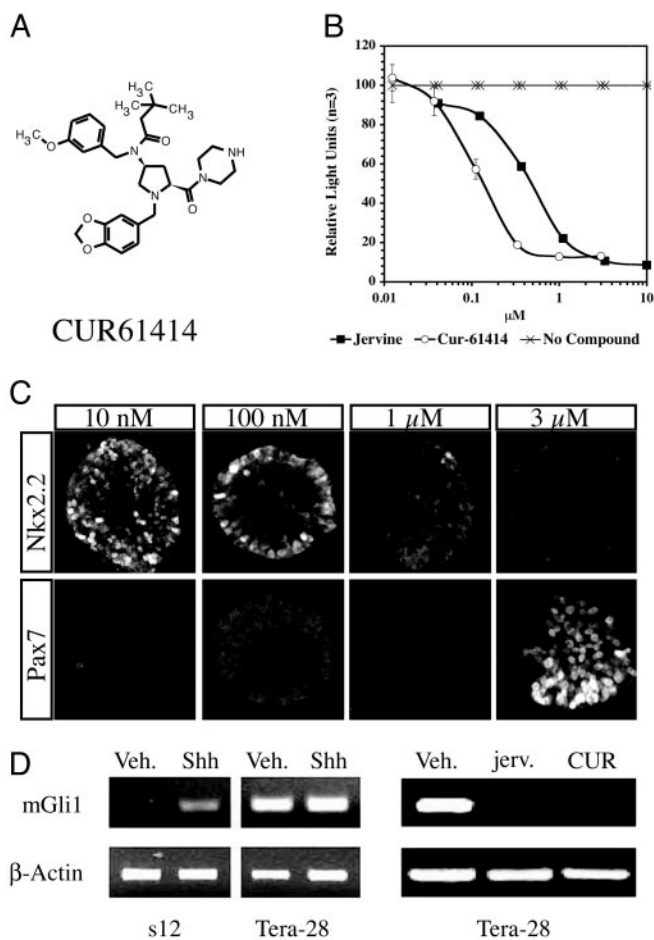 A
B
H₃C
CH₃
CH₃
O
H₃C
O
N
NH
N
N
O
O
O
CUR61414
Relative Light Units (n=3)
120
100
80
60
40
20
0
0.01
0.1
1
10
μM
Jervine
Cur-61414
No Compound
C
10 nM
100 nM
1 μM
3 μM
Nkx2.2
Pax7
D
Veh.
Shh
Veh.
Shh
Veh.
jerv.
CUR
mGli1
β-Actin
s12
Tera-28
Tera-28